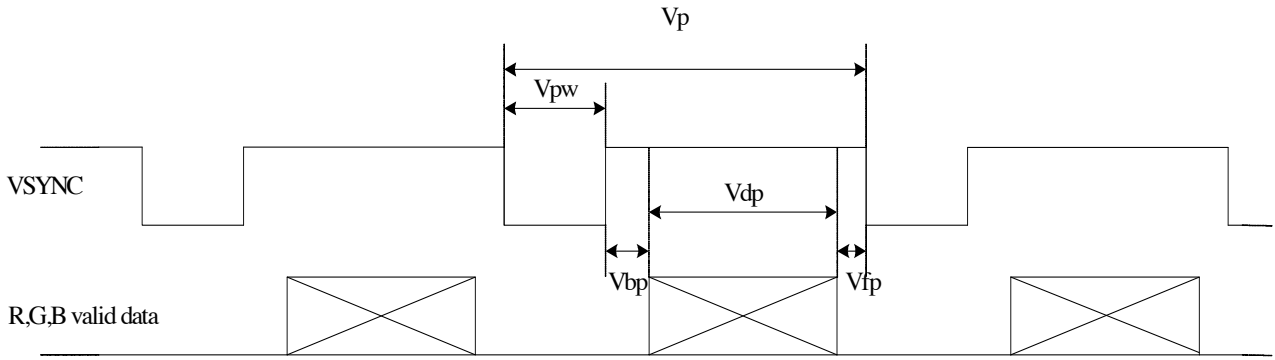 Vp
Vpw
VSYNC
Vdp
Vbp
Vfp
R,G,B valid data